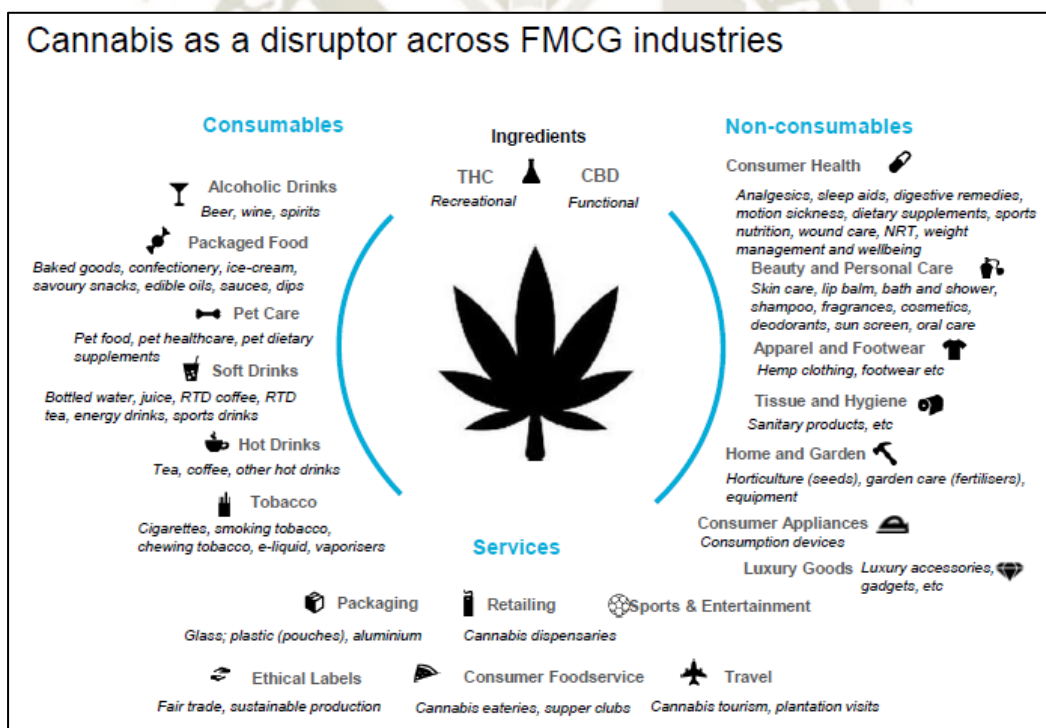 Cannabis as a disruptor across FMCG industries
Consumables
Alcoholic Drinks
Beer, wine, spirits
Packaged Food
Baked goods, confectionery, ice-cream,
savoury snacks, edible oils, sauces, dips
Pet Care
Pet food, pet healthcare, pet dietary
supplements
Soft Drinks
Bottled water, juice, RTD coffee, RTD
tea, energy drinks, sports drinks
Hot Drinks
Tea, coffee, other hot drinks
Tobacco
Cigarettes, smoking tobacco,
chewing tobacco, e-liquid, vaporisers
Ingredients
THC
Recreational
CBD
Functional
Non-consumables
Consumer Health
Analgesics, sleep aids, digestive remedies,
motion sickness, dietary supplements, sports
nutrition, wound care, NRT, weight
management and wellbeing
Beauty and Personal Care
Skin care, lip balm, bath and shower,
shampoo, fragrances, cosmetics,
deodorants, sun screen, oral care
Apparel and Footwear
Hemp clothing, footwear etc
Tissue and Hygiene
Sanitary products, etc
Home and Garden
Horticulture (seeds), garden care (fertilisers),
equipment
Consumer Appliances
Consumption devices
Luxury Goods
Luxury accessories,
gadgets, etc
Services
Packaging
Glass; plastic (pouches), aluminium
Retailing
Cannabis dispensaries
Sports & Entertainment
Ethical Labels
Fair trade, sustainable production
Consumer Foodservice
Cannabis eateries, supper clubs
Travel
Cannabis tourism, plantation visits